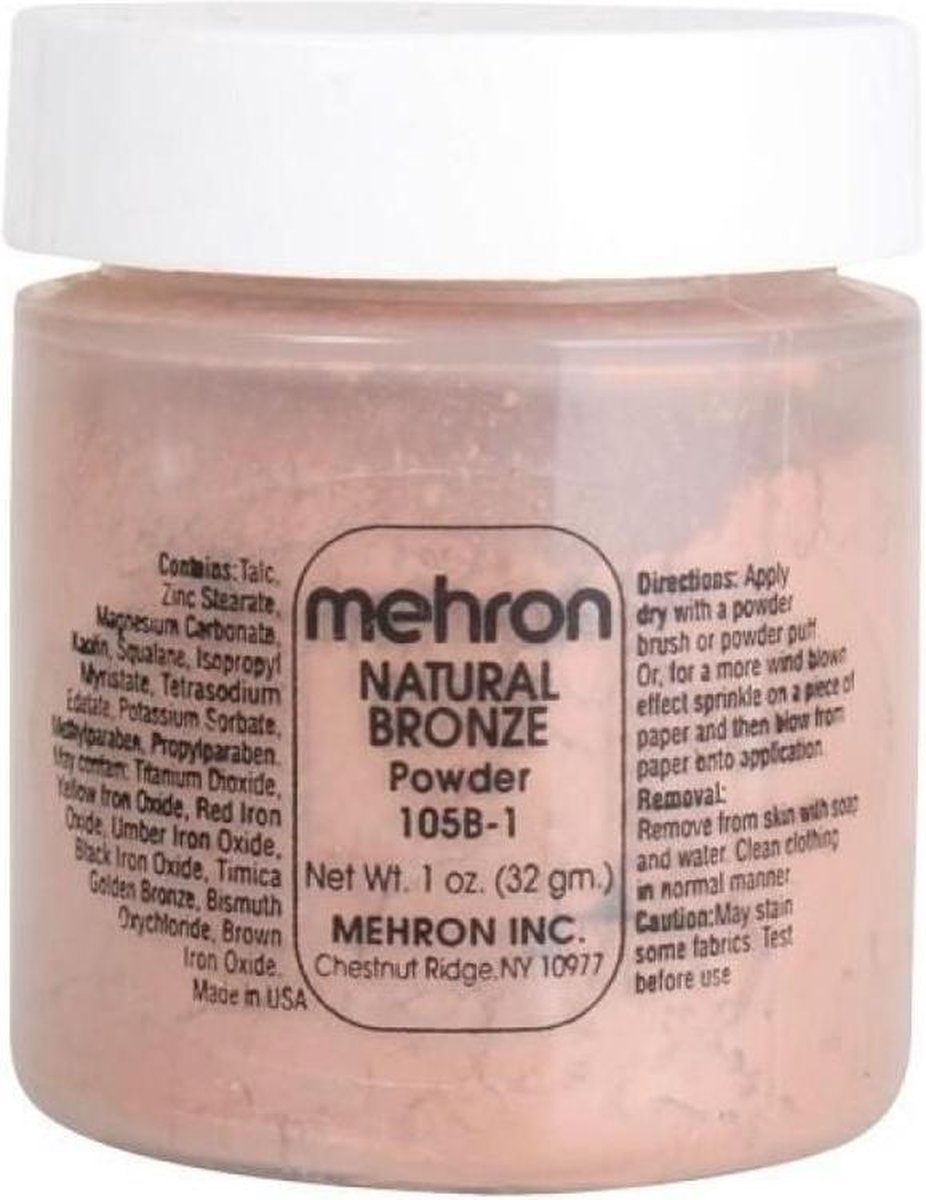 Contains: Talc,
Zinc Stearate,
Magnesium Carbonate,
Kaolin, Squalane, Isopropyl
Myristate, Tetrasodium
Edetate, Potassium Sorbate,
Methylparaben, Propylparaben.
May contain: Titanium Dioxide,
Yellow Iron Oxide, Red Iron
Oxide, Umber Iron Oxide,
Black Iron Oxide, Timica
Golden Bronze, Bismuth
Oxychloride, Brown
Iron Oxide.
Made in USA
mehron
NATURAL
BRONZE
Powder
105B-1
Net Wt. 1 oz. (32 gm.)
MEHRON INC.
Chestnut Ridge, NY 10977
Directions: Apply
dry with a powder
brush or powder puff
Or, for a more wind blown
effect sprinkle on a piece of
paper and then blow from
paper onto application
Removal:
Remove from skin with soap
and water. Clean clothing
in normal manner
Caution: May stain
some fabrics. Test
before use